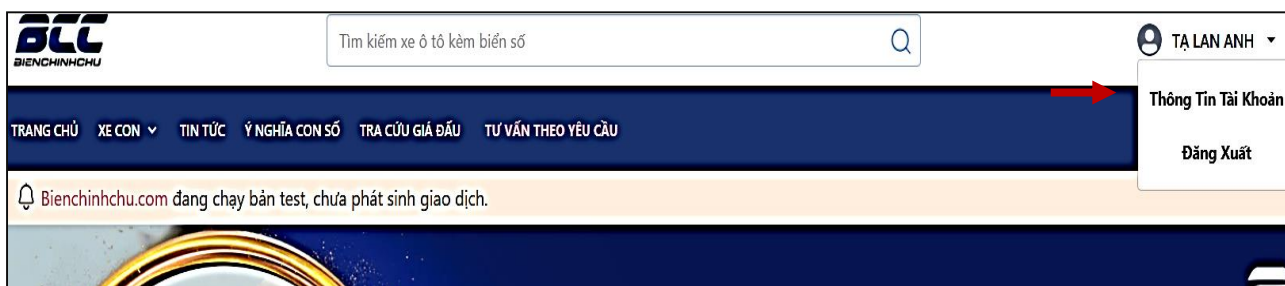 BCC
BIENCHINHCHU
Tìm kiếm xe ô tô kèm biển số
TẠ LAN ANH
Thông Tin Tài Khoản
Đăng Xuất
TRANG CHỦ XE CON TIN TỨC Ý NGHĨA CON SỐ TRA CỨU GIÁ ĐẤU TƯ VẤN THEO YÊU CẦU
Bienchinhchu.com đang chạy bản test, chưa phát sinh giao dịch.